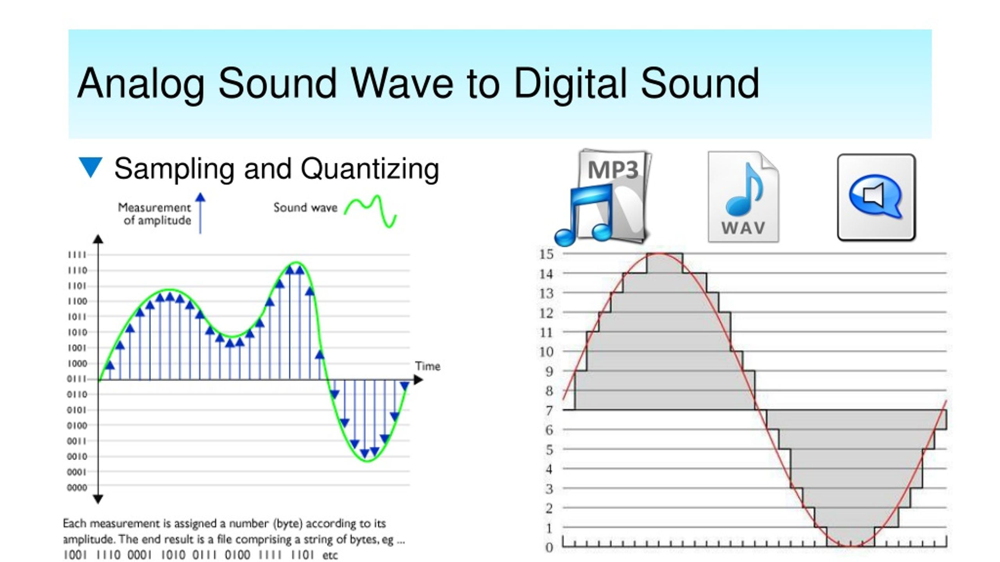 Analog Sound Wave to Digital Sound
Sampling and Quantizing
Measurement
of amplitude
Sound wave
1111
1110
1101
1100
1011
1010
1001
1000
0111
0110
0101
0100
0011
0010
0001
0000
Time
Each measurement is assigned a number (byte) according to its
amplitude. The end result is a file comprising a string of bytes, eg ...
1001 1110 0001 1010 0111 0100 1111 1101 etc
MP3
WAV
15
14
13
12
11
10
9
8
7
6
5
4
3
2
1
0